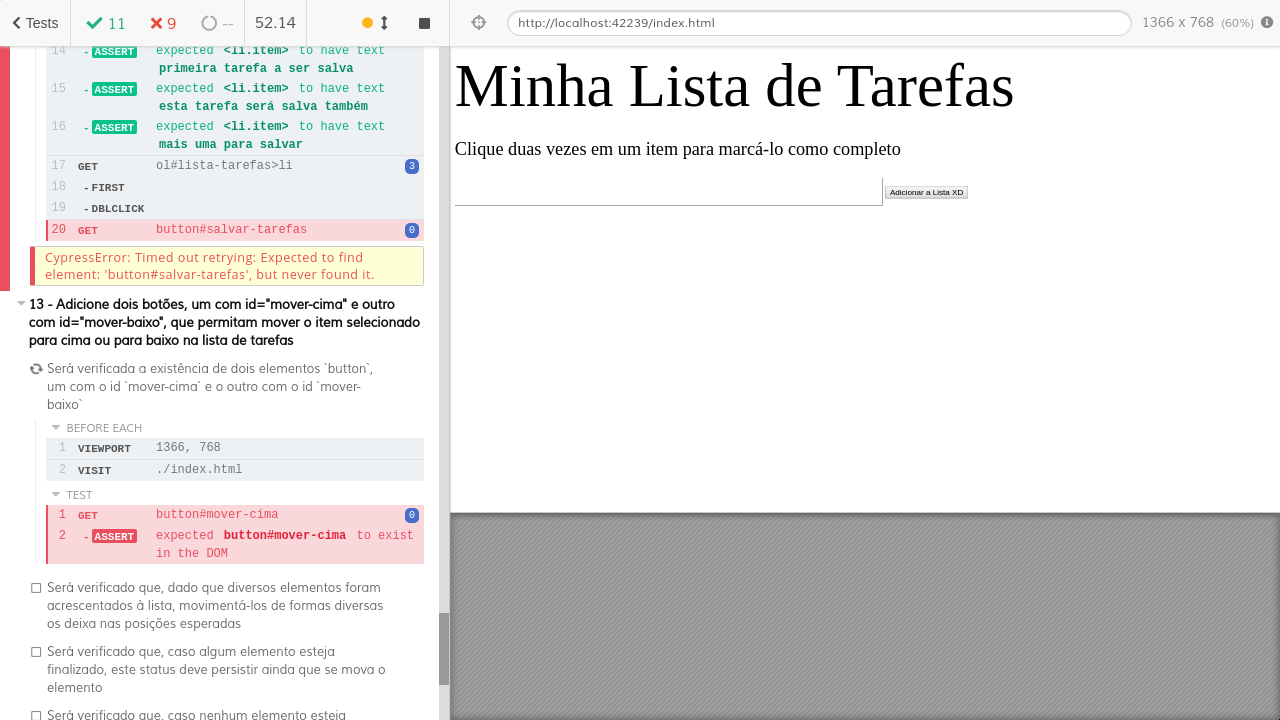 Tests 11 9 -- 52.14 http://localhost:42239/index.html 1366 x 768 (60%)
14 - ASSERT expected <li.item> to have text
primeira tarefa a ser salva
15 - ASSERT expected <li.item> to have text
esta tarefa será salva também
16 - ASSERT expected <li.item> to have text
mais uma para salvar
17 GET ol#lista-tarefas>li 3
18 - FIRST
19 - DBLCLICK
20 GET button#salvar-tarefas 0
CypressError: Timed out retrying: Expected to find
element: 'button#salvar-tarefas', but never found it.
13 - Adicione dois botões, um com id="mover-cima" e outro
com id="mover-baixo", que permitam mover o item selecionado
para cima ou para baixo na lista de tarefas
Será verificada a existência de dois elementos `button`,
um com o id `mover-cima` e o outro com o id `mover-
baixo`
BEFORE EACH
1 VIEWPORT 1366, 768
2 VISIT ./index.html
TEST
1 GET button#mover-cima 0
2 - ASSERT expected button#mover-cima to exist
in the DOM
Será verificado que, dado que diversos elementos foram
acrescentados à lista, movimentá-los de formas diversas
os deixa nas posições esperadas
Será verificado que, caso algum elemento esteja
finalizado, este status deve persistir ainda que se mova o
elemento
Será verificado que, caso nenhum elemento esteja
Minha Lista de Tarefas
Clique duas vezes em um item para marcá-lo como completo
Adicionar a Lista XD